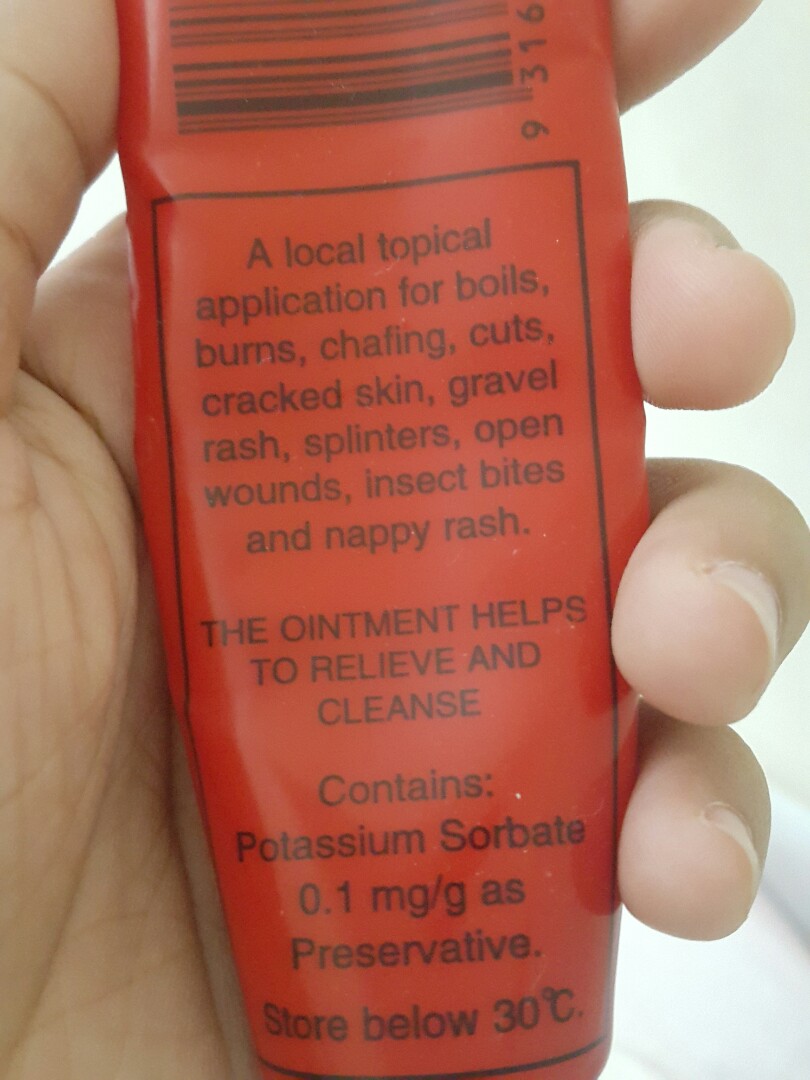 9 316
A local topical
application for boils,
burns, chafing, cuts,
cracked skin, gravel
rash, splinters, open
wounds, insect bites
and nappy rash.
THE OINTMENT HELPS
TO RELIEVE AND
CLEANSE
Contains:
Potassium Sorbate
0.1 mg/g as
Preservative.
Store below 30℃.